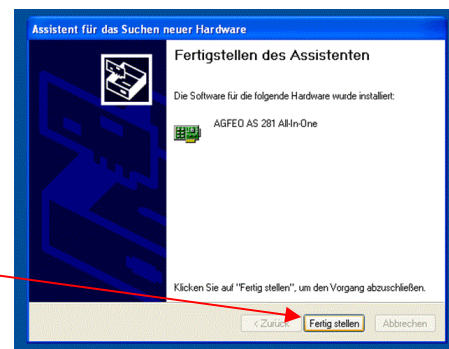 Assistent für das Suchen neuer Hardware
Fertigstellen des Assistenten
Die Software für die folgende Hardware wurde installiert:
AGFEO AS 281 All-In-One
Klicken Sie auf "Fertig stellen", um den Vorgang abzuschließen.
< Zurück
Fertig stellen
Abbrechen